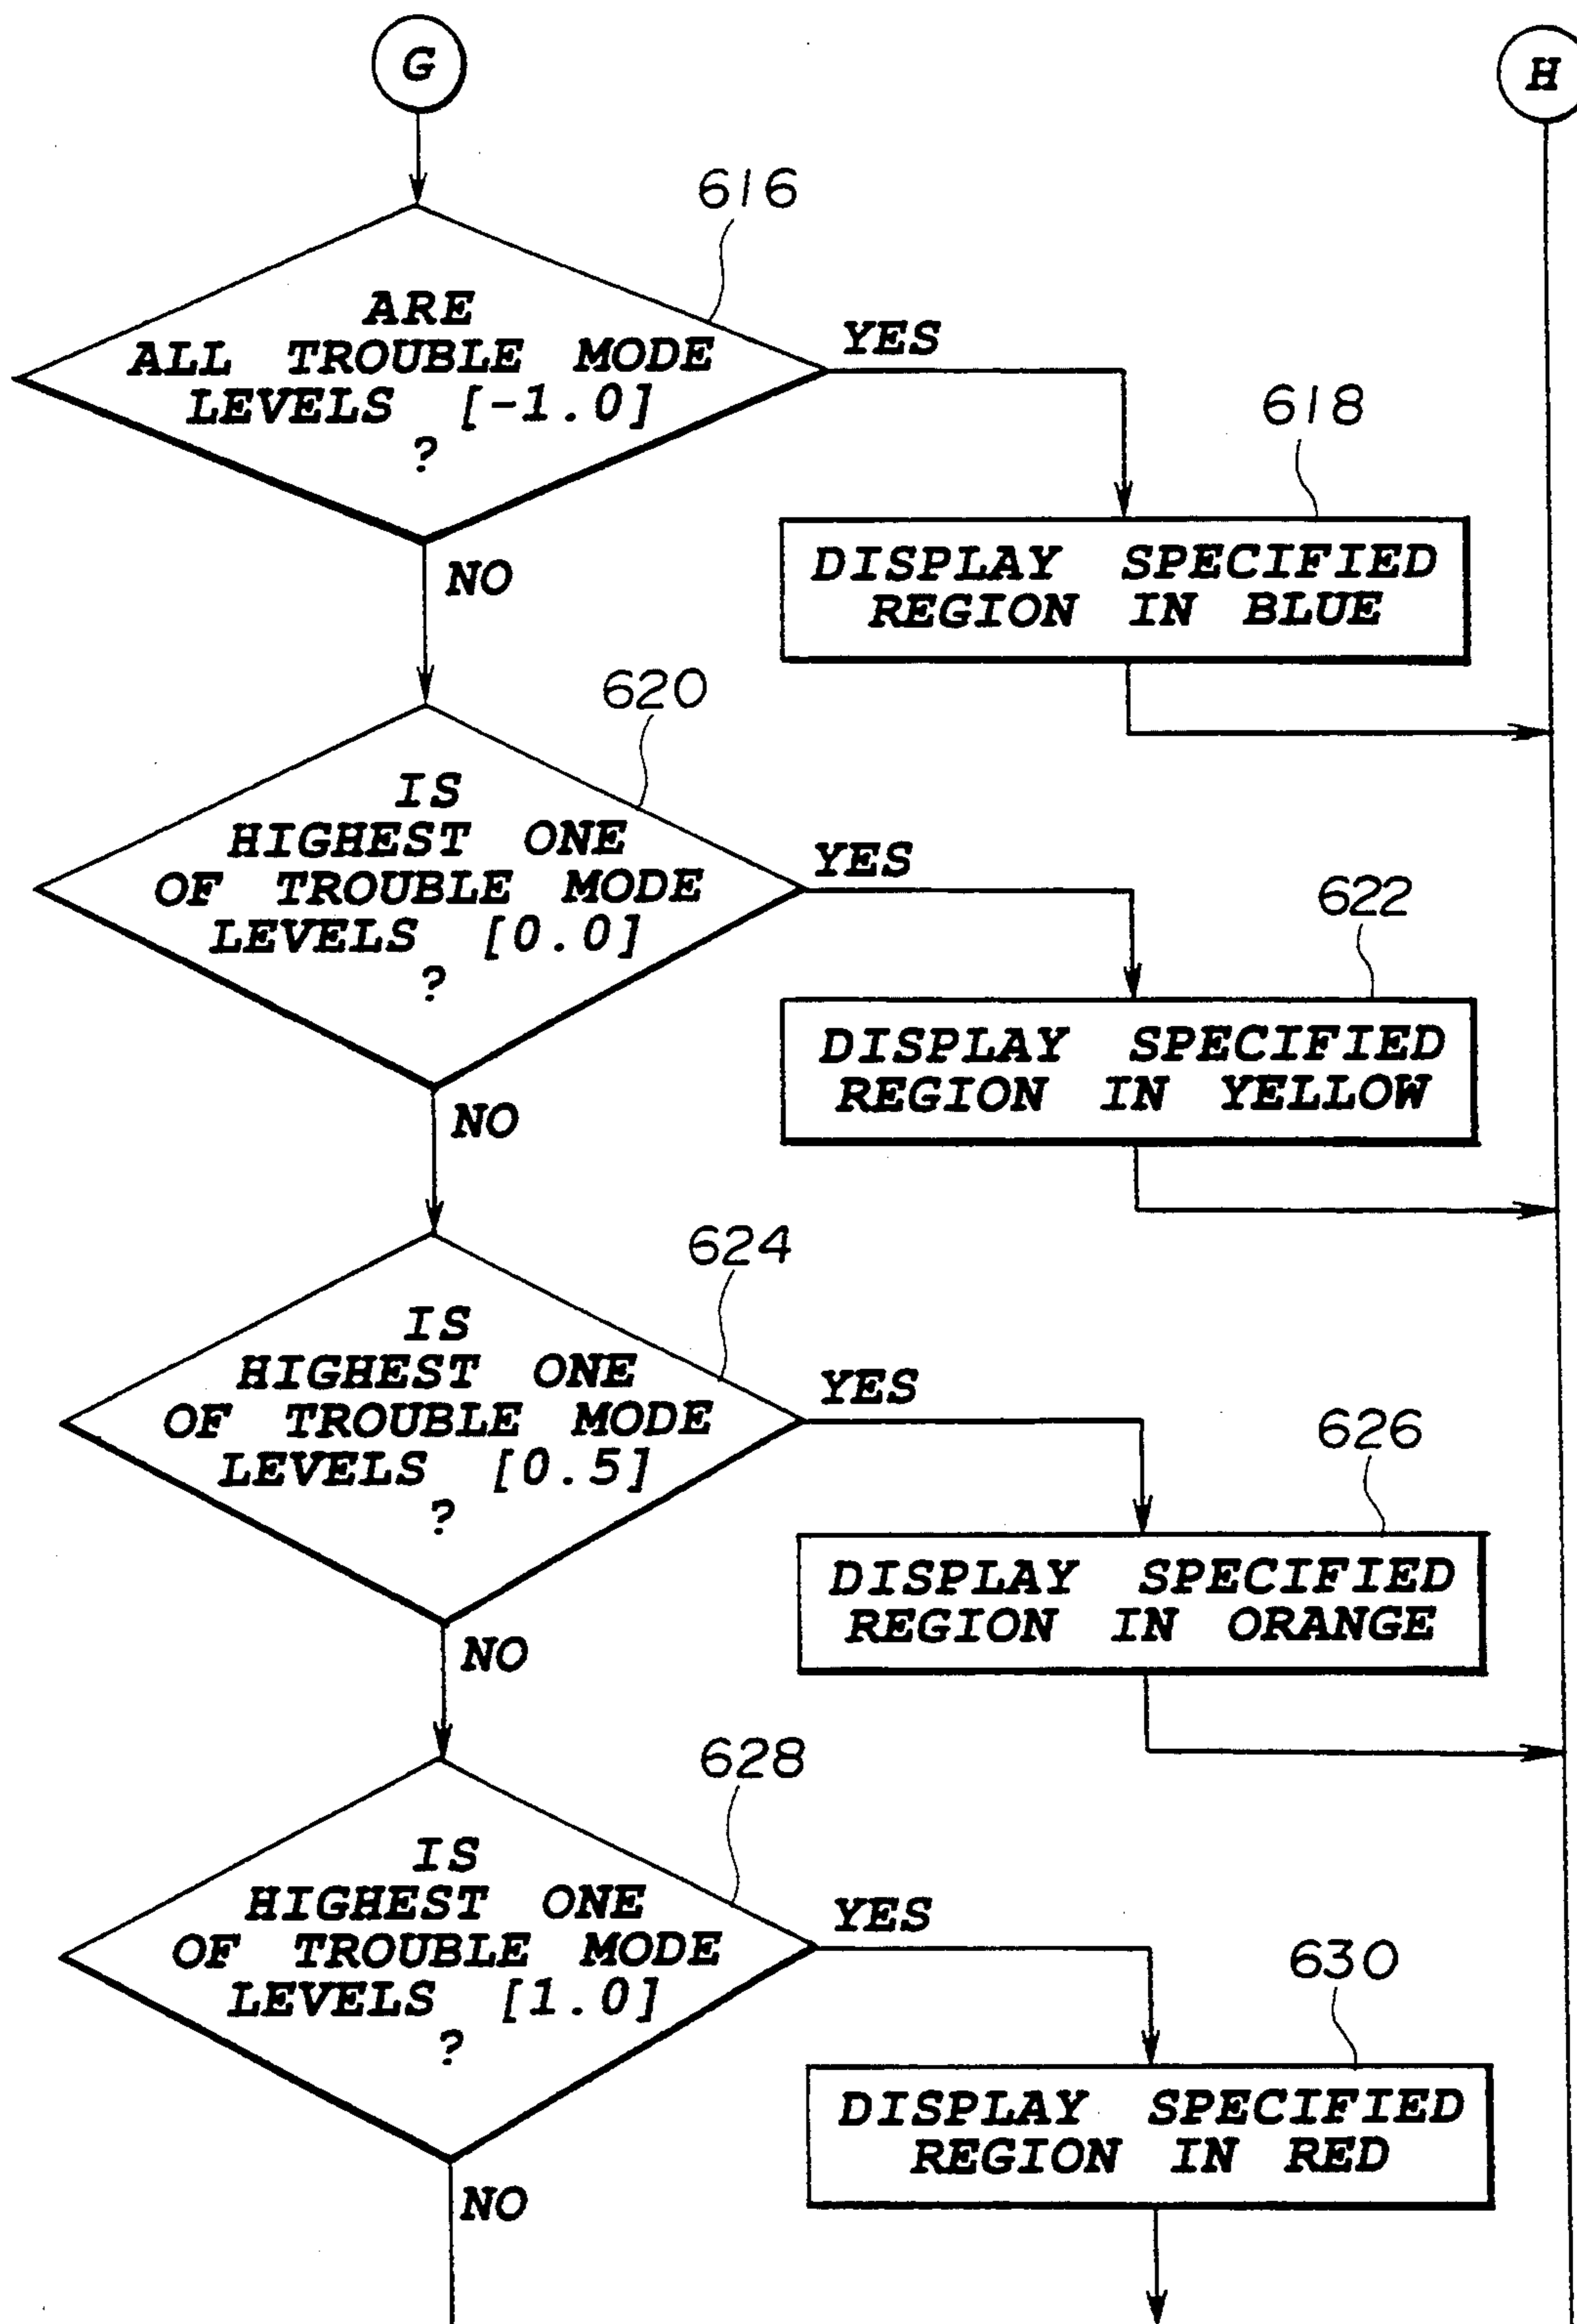 G
H
616
ARE
ALL TROUBLE MODE
LEVELS [-1.0]
?
YES
NO
618
DISPLAY SPECIFIED
REGION IN BLUE
620
IS
HIGHEST ONE
OF TROUBLE MODE
LEVELS [0.0]
?
YES
NO
622
DISPLAY SPECIFIED
REGION IN YELLOW
624
IS
HIGHEST ONE
OF TROUBLE MODE
LEVELS [0.5]
?
YES
NO
626
DISPLAY SPECIFIED
REGION IN ORANGE
628
IS
HIGHEST ONE
OF TROUBLE MODE
LEVELS [1.0]
?
YES
NO
630
DISPLAY SPECIFIED
REGION IN RED